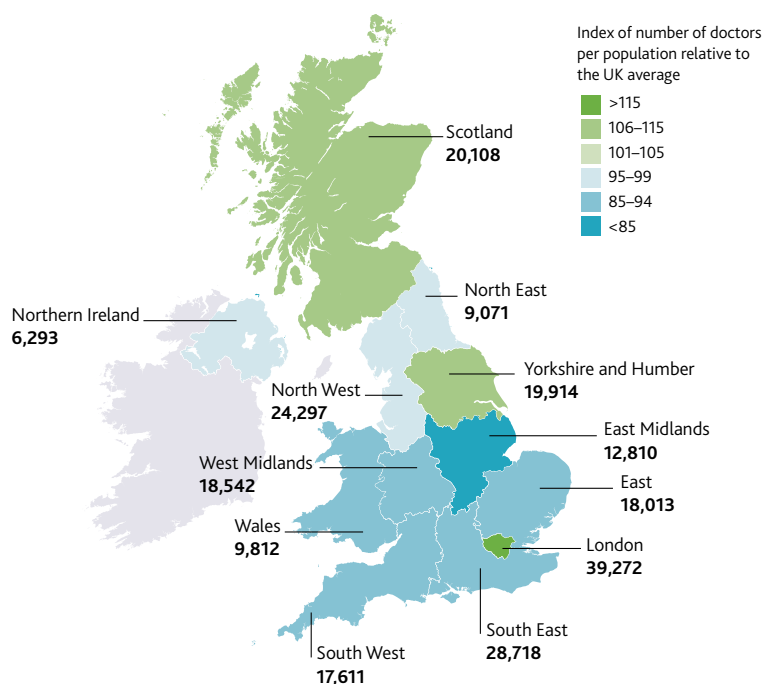 Index of number of doctors
per population relative to
the UK average
>115
106–115
101–105
95–99
85–94
<85
Scotland
20,108
North East
9,071
Northern Ireland
6,293
Yorkshire and Humber
19,914
North West
24,297
East Midlands
12,810
West Midlands
18,542
East
18,013
Wales
9,812
London
39,272
South East
28,718
South West
17,611